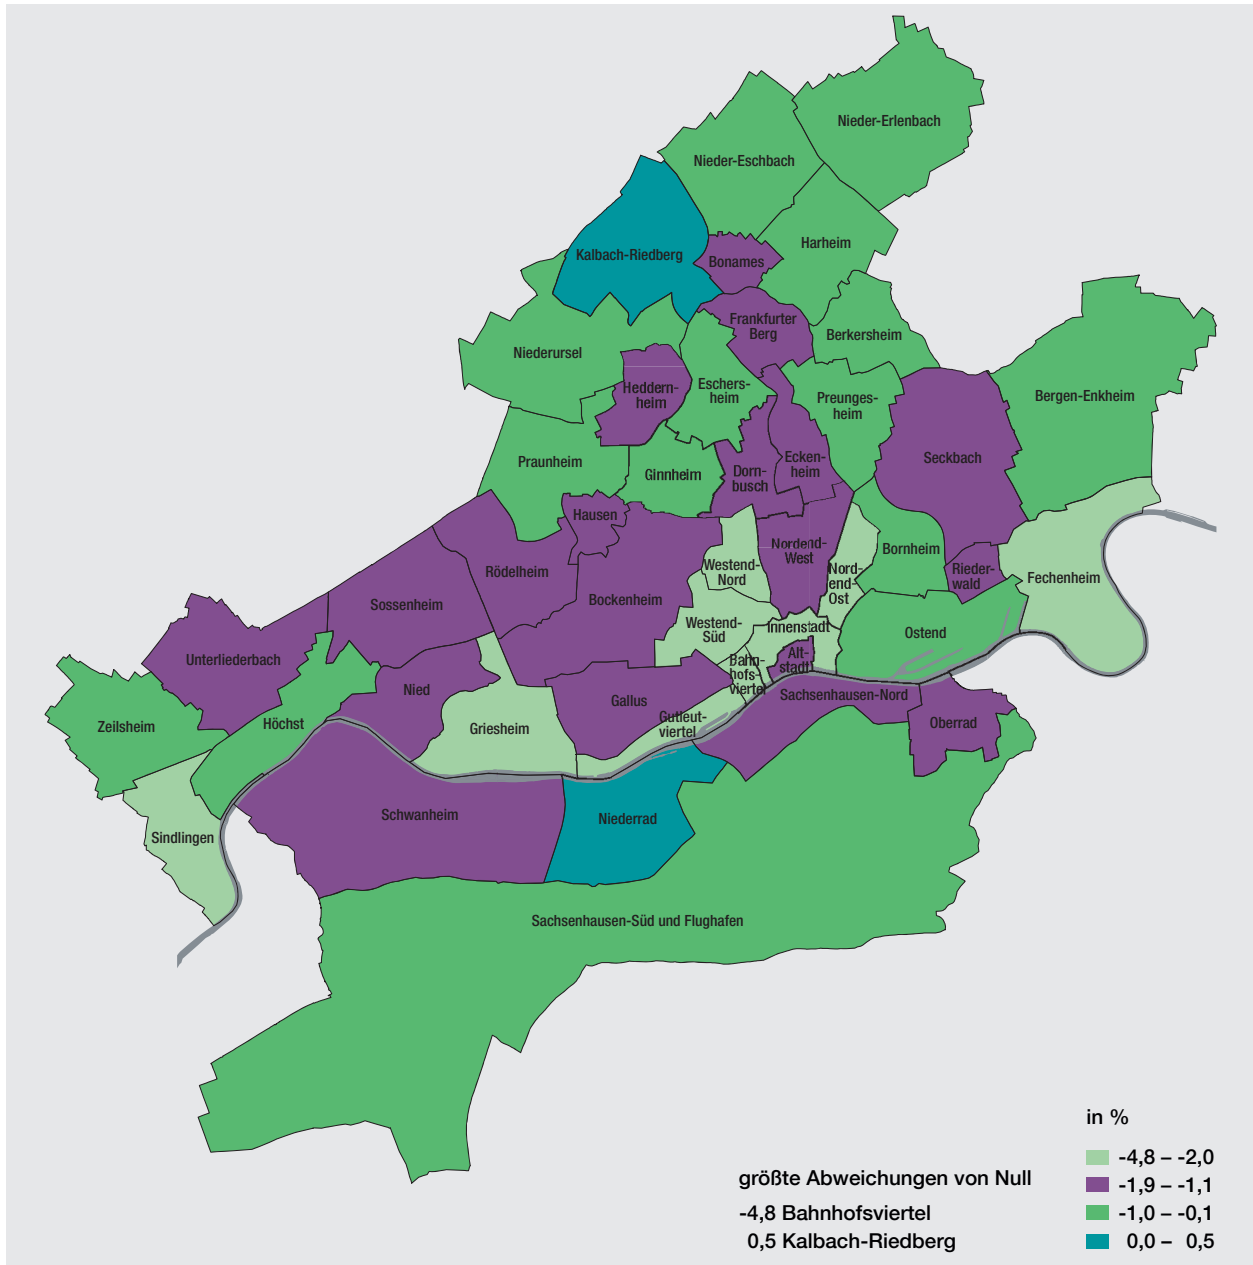 Nieder-Erlenbach
Nieder-Eschbach
Harheim
Kalbach-Riedberg
Bonames
Frankfurter
Berg
Berkersheim
Niederursel
Heddern-
heim
Eschers-
heim
Preunges-
heim
Bergen-Enkheim
Praunheim
Ginnheim
Dorn-
busch
Ecken-
heim
Seckbach
Hausen
Nordend-
West
Bornheim
Westend-
Nord
Nord-
end-
Ost
Rieder-
wald
Fechenheim
Rödelheim
Bockenheim
Sossenheim
Westend-
Süd
Innenstadt
Ostend
Unterliederbach
Alt-
stadt
Bahn-
hofs-
viertel
Nied
Gallus
Sachsenhausen-Nord
Zeilsheim
Höchst
Griesheim
Gutleut-
viertel
Oberrad
Schwanheim
Niederrad
Sindlingen
Sachsenhausen-Süd und Flughafen
in %
-4,8 – -2,0
-1,9 – -1,1
-1,0 – -0,1
0,0 – 0,5
größte Abweichungen von Null
-4,8 Bahnhofsviertel
0,5 Kalbach-Riedberg